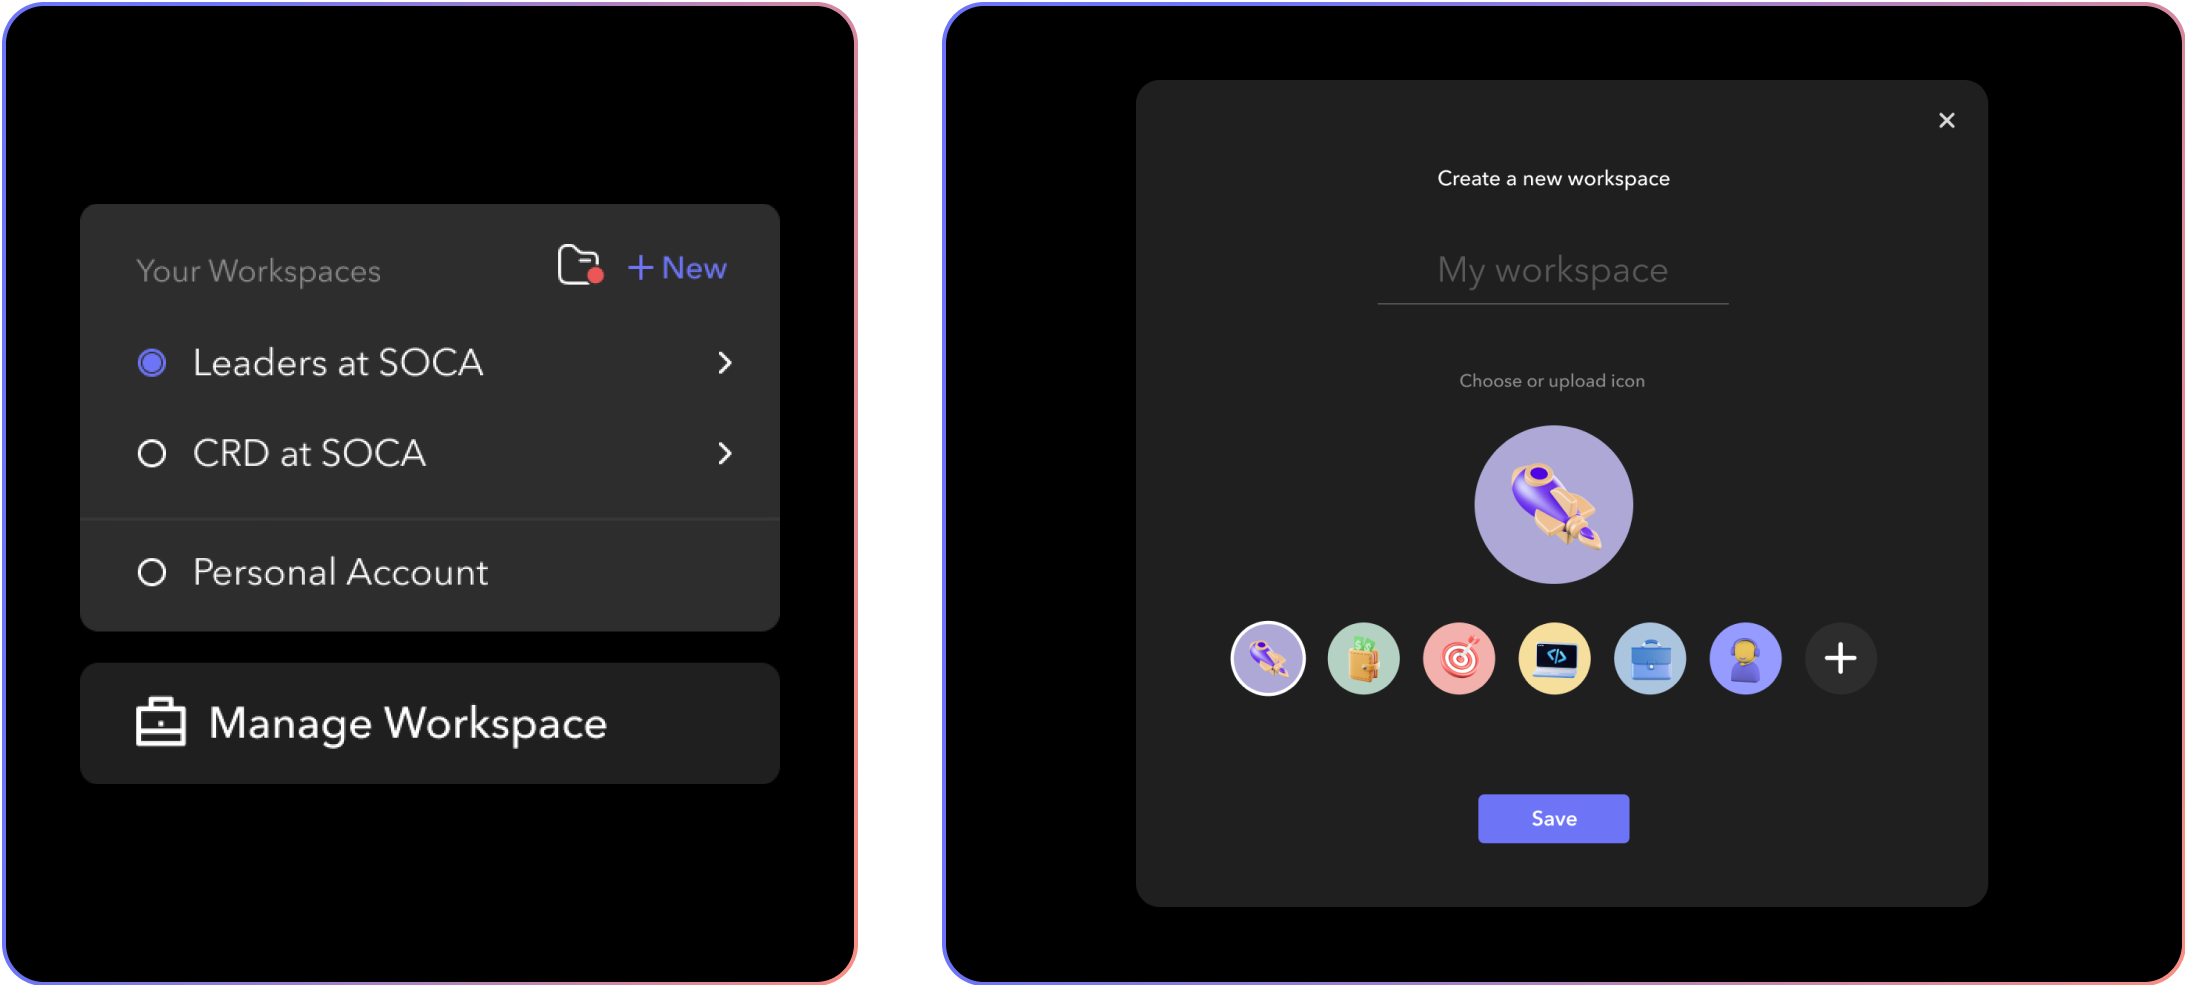 Your Workspaces
+ New
Leaders at SOCA
CRD at SOCA
Personal Account
Manage Workspace
Create a new workspace
My workspace
Choose or upload icon
Save